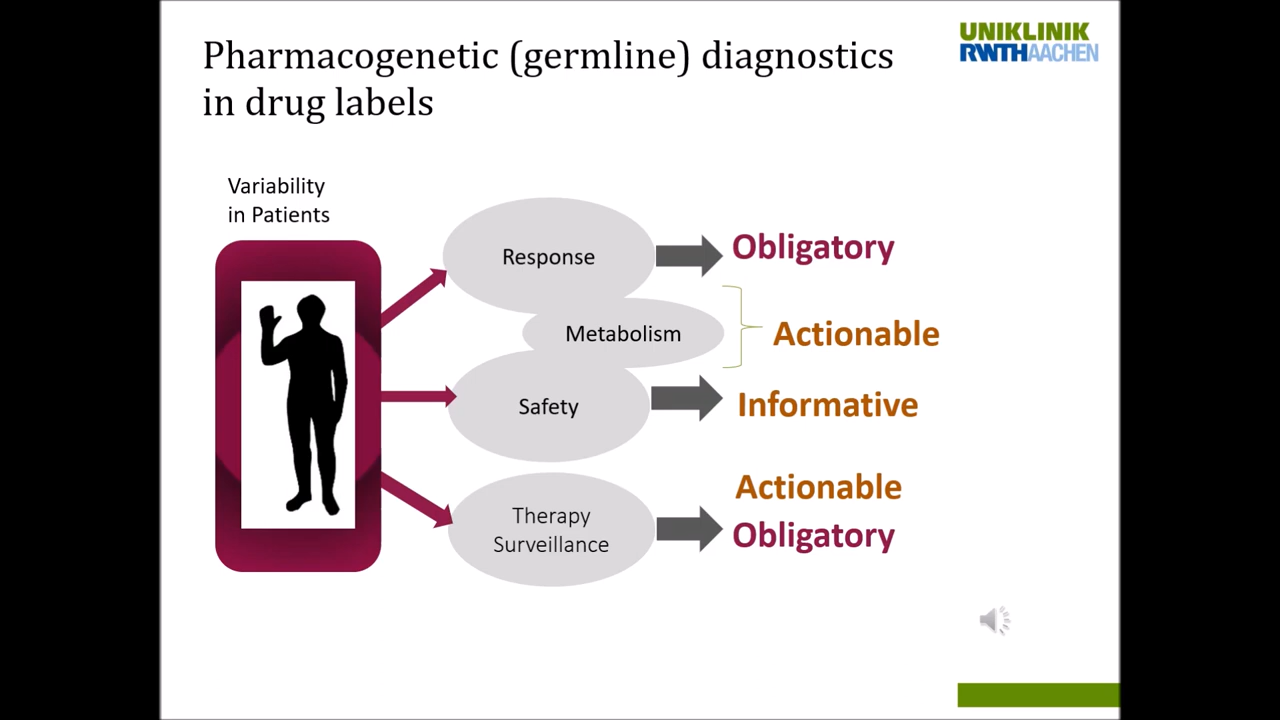 Pharmacogenetic (germline) diagnostics
in drug labels
UNIKLINIK
RWTHAACHEN
Variability
in Patients
Response
Obligatory
Metabolism
Actionable
Safety
Informative
Therapy
Surveillance
Actionable
Obligatory